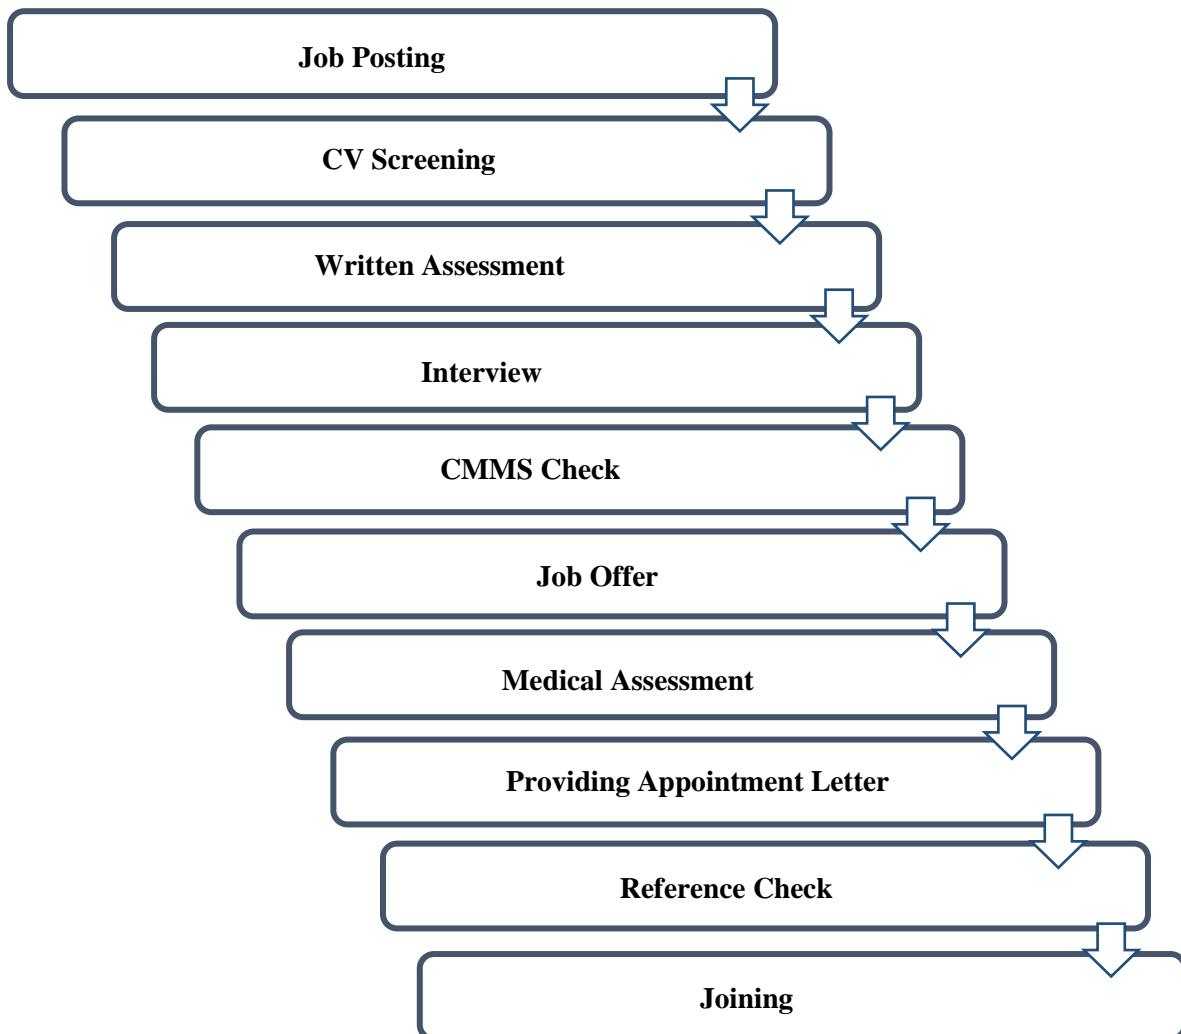 Job Posting
CV Screening
Written Assessment
Interview
CMMS Check
Job Offer
Medical Assessment
Providing Appointment Letter
Reference Check
Joining